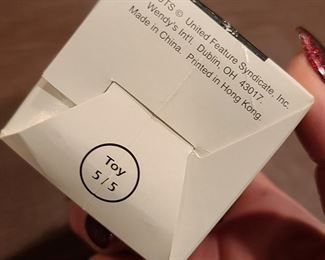 TS © United Feature Syndicate, Inc.
Wendy's Int'l. Dublin, OH 43017.
Made in China. Printed in Hong Kong.
Toy
5/5